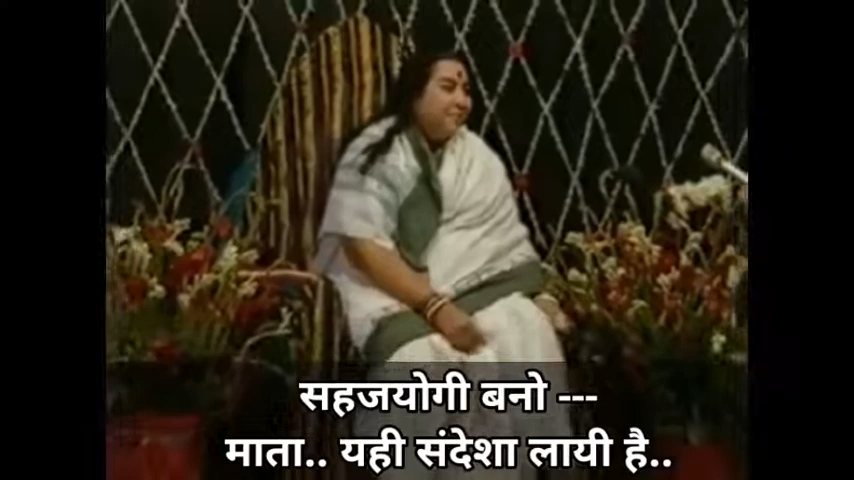 सहजयोगी बनो ---
माता.. यही संदेशा लायी है..